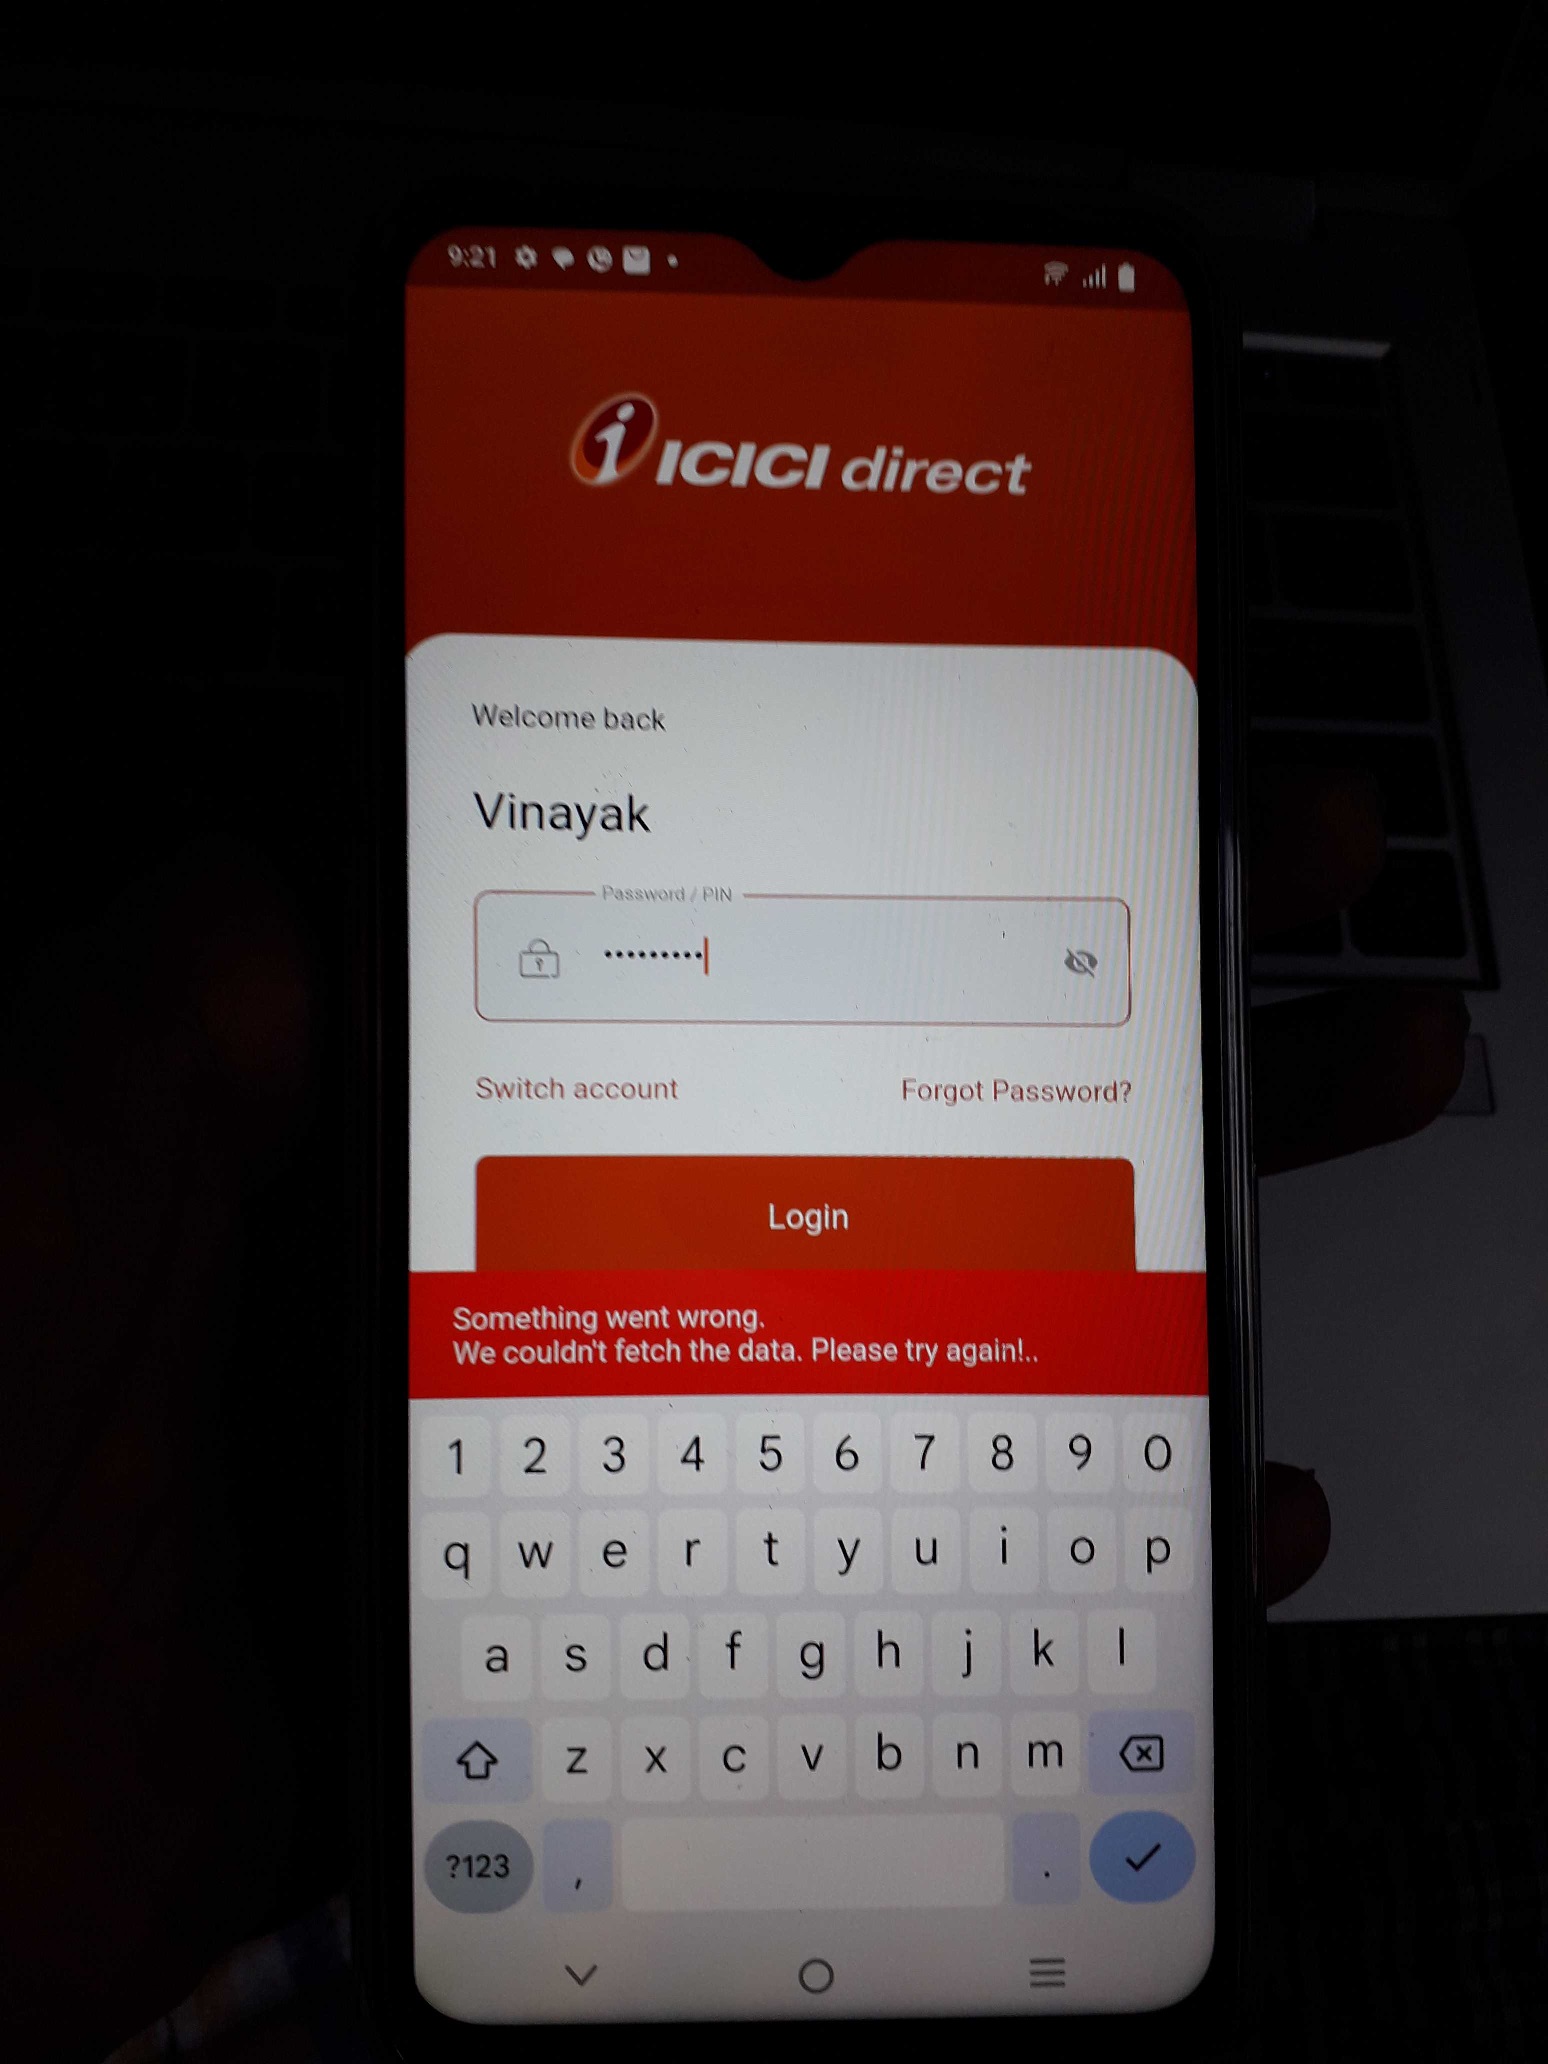 9:21
i ICICI direct
Welcome back
Vinayak
Password / PIN
•••••••••
Switch account
Forgot Password?
Login
Something went wrong.
We couldn't fetch the data. Please try again!..
1 2 3 4 5 6 7 8 9 0
q w e r t y u i o p
a s d f g h j k l
z x c v b n m
?123 , .